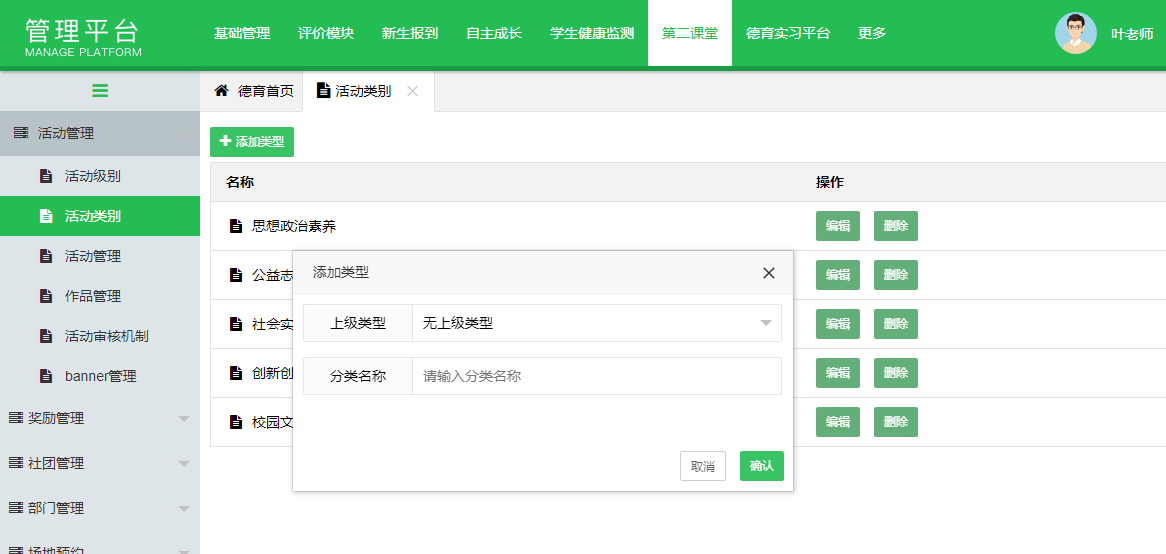 管理平台
MANAGE PLATFORM
基础管理 评价模块 新生报到 自主成长 学生健康监测 第二课堂 德育实习平台 更多
叶老师
德育首页 活动类别
活动管理
活动级别
活动类别
活动管理
作品管理
活动审核机制
banner管理
奖励管理
社团管理
部门管理
场地预约
添加类型
名称 操作
思想政治素养 编辑 删除
公益志 编辑 删除
社会实 编辑 删除
创新创 编辑 删除
校园文 编辑 删除
添加类型
上级类型 无上级类型
分类名称 请输入分类名称
取消 确认